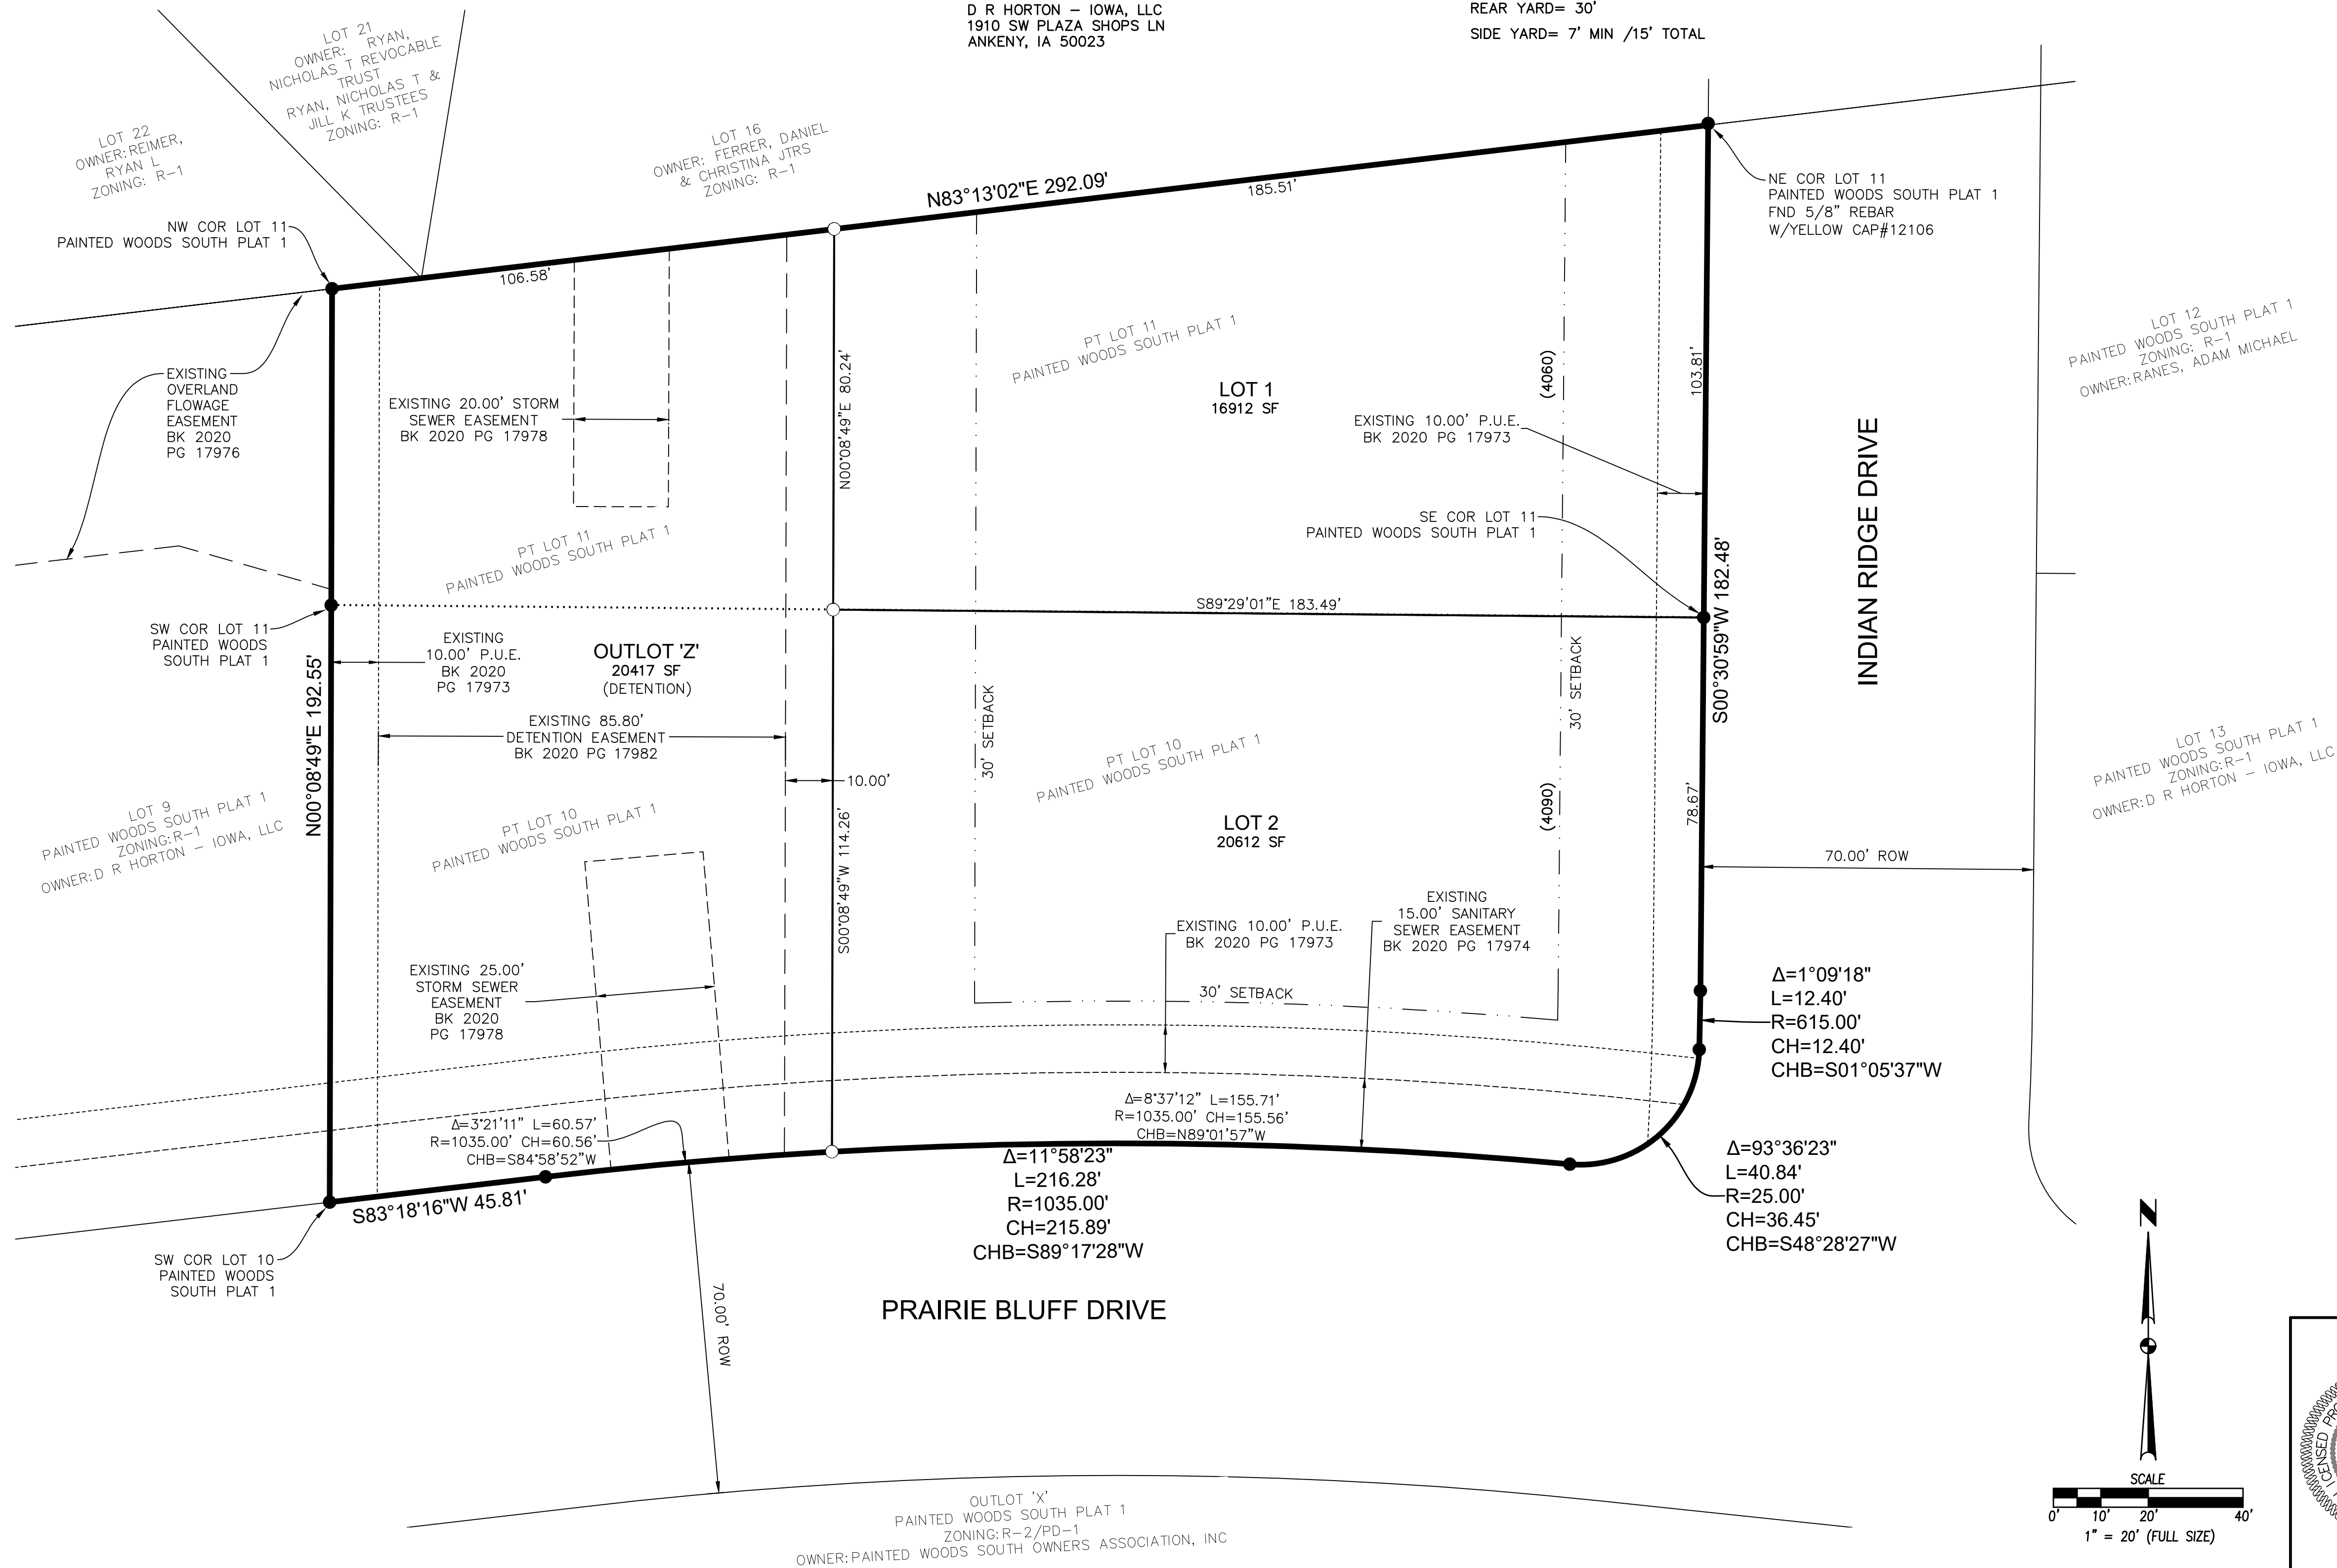 D R HORTON – IOWA, LLC
1910 SW PLAZA SHOPS LN
ANKENY, IA 50023
REAR YARD= 30'
SIDE YARD= 7' MIN /15' TOTAL
LOT 21
OWNER: RYAN,
NICHOLAS T REVOCABLE
TRUST
RYAN, NICHOLAS T &
JILL K TRUSTEES
ZONING: R-1
LOT 22
OWNER:REIMER,
RYAN L
ZONING: R-1
LOT 16
OWNER: FERRER, DANIEL
& CHRISTINA JTRS
ZONING: R-1
N83°13'02"E 292.09'
185.51'
106.58'
NW COR LOT 11
PAINTED WOODS SOUTH PLAT 1
NE COR LOT 11
PAINTED WOODS SOUTH PLAT 1
FND 5/8" REBAR
W/YELLOW CAP#12106
EXISTING
OVERLAND
FLOWAGE
EASEMENT
BK 2020
PG 17976
EXISTING 20.00' STORM
SEWER EASEMENT
BK 2020 PG 17978
N00°08'49"E 80.24'
PT LOT 11
PAINTED WOODS SOUTH PLAT 1
LOT 1
16912 SF
(4060)
103.81'
EXISTING 10.00' P.U.E.
BK 2020 PG 17973
LOT 12
PAINTED WOODS SOUTH PLAT 1
ZONING: R-1
OWNER:RANES, ADAM MICHAEL
INDIAN RIDGE DRIVE
SE COR LOT 11
PAINTED WOODS SOUTH PLAT 1
PT LOT 11
PAINTED WOODS SOUTH PLAT 1
S89°29'01"E 183.49'
S00°30'59"W 182.48'
SW COR LOT 11
PAINTED WOODS
SOUTH PLAT 1
EXISTING
10.00' P.U.E.
BK 2020
PG 17973
OUTLOT 'Z'
20417 SF
(DETENTION)
N00°08'49"E 192.55'
EXISTING 85.80'
DETENTION EASEMENT
BK 2020 PG 17982
10.00'
30' SETBACK
30' SETBACK
PT LOT 10
PAINTED WOODS SOUTH PLAT 1
LOT 13
PAINTED WOODS SOUTH PLAT 1
ZONING:R-1
OWNER:D R HORTON – IOWA, LLC
LOT 9
PAINTED WOODS SOUTH PLAT 1
ZONING:R-1
OWNER:D R HORTON – IOWA, LLC
PT LOT 10
PAINTED WOODS SOUTH PLAT 1
S00°08'49"W 114.26'
LOT 2
20612 SF
(4090)
78.67'
70.00' ROW
EXISTING 10.00' P.U.E.
BK 2020 PG 17973
EXISTING
15.00' SANITARY
SEWER EASEMENT
BK 2020 PG 17974
EXISTING 25.00'
STORM SEWER
EASEMENT
BK 2020
PG 17978
30' SETBACK
Δ=1°09'18"
L=12.40'
R=615.00'
CH=12.40'
CHB=S01°05'37"W
Δ=3°21'11" L=60.57'
R=1035.00' CH=60.56'
CHB=S84°58'52"W
Δ=8°37'12" L=155.71'
R=1035.00' CH=155.56'
CHB=N89°01'57"W
Δ=11°58'23"
L=216.28'
R=1035.00'
CH=215.89'
CHB=S89°17'28"W
Δ=93°36'23"
L=40.84'
R=25.00'
CH=36.45'
CHB=S48°28'27"W
S83°18'16"W 45.81'
SW COR LOT 10
PAINTED WOODS
SOUTH PLAT 1
70.00' ROW
PRAIRIE BLUFF DRIVE
N
SCALE
0' 10' 20' 40'
1" = 20' (FULL SIZE)
OUTLOT 'X'
PAINTED WOODS SOUTH PLAT 1
ZONING:R-2/PD-1
OWNER:PAINTED WOODS SOUTH OWNERS ASSOCIATION, INC